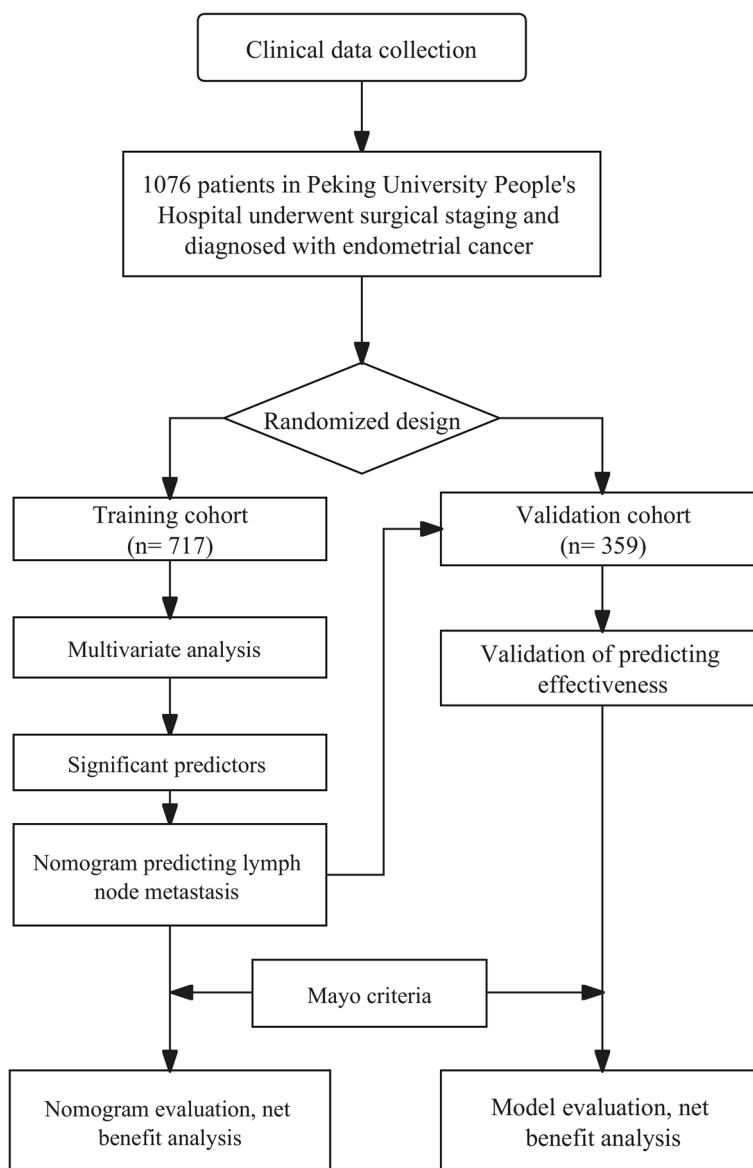 Clinical data collection
1076 patients in Peking University People's
Hospital underwent surgical staging and
diagnosed with endometrial cancer
Randomized design
Training cohort
(n= 717)
Validation cohort
(n= 359)
Multivariate analysis
Validation of predicting
effectiveness
Significant predictors
Nomogram predicting lymph
node metastasis
Mayo criteria
Nomogram evaluation, net
benefit analysis
Model evaluation, net
benefit analysis